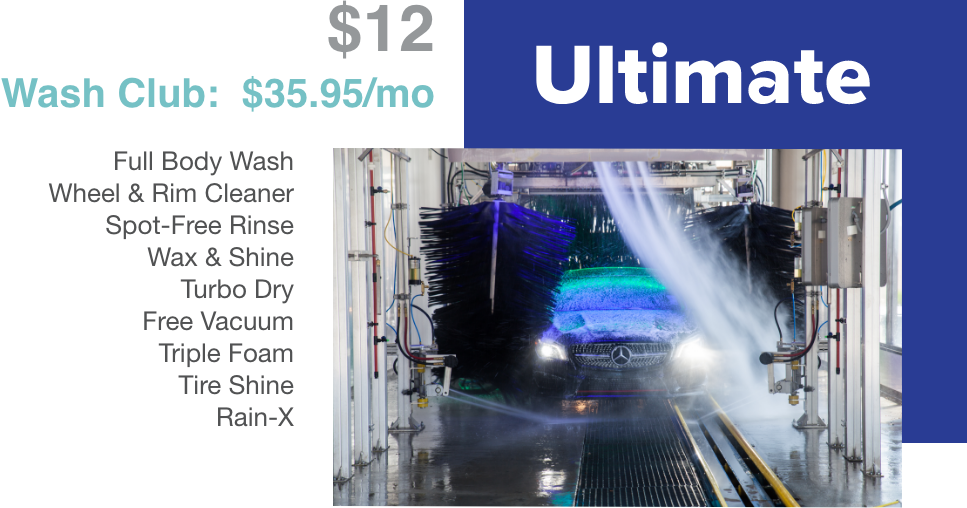 $12
Wash Club: $35.95/mo
Ultimate
Full Body Wash
Wheel & Rim Cleaner
Spot-Free Rinse
Wax & Shine
Turbo Dry
Free Vacuum
Triple Foam
Tire Shine
Rain-X